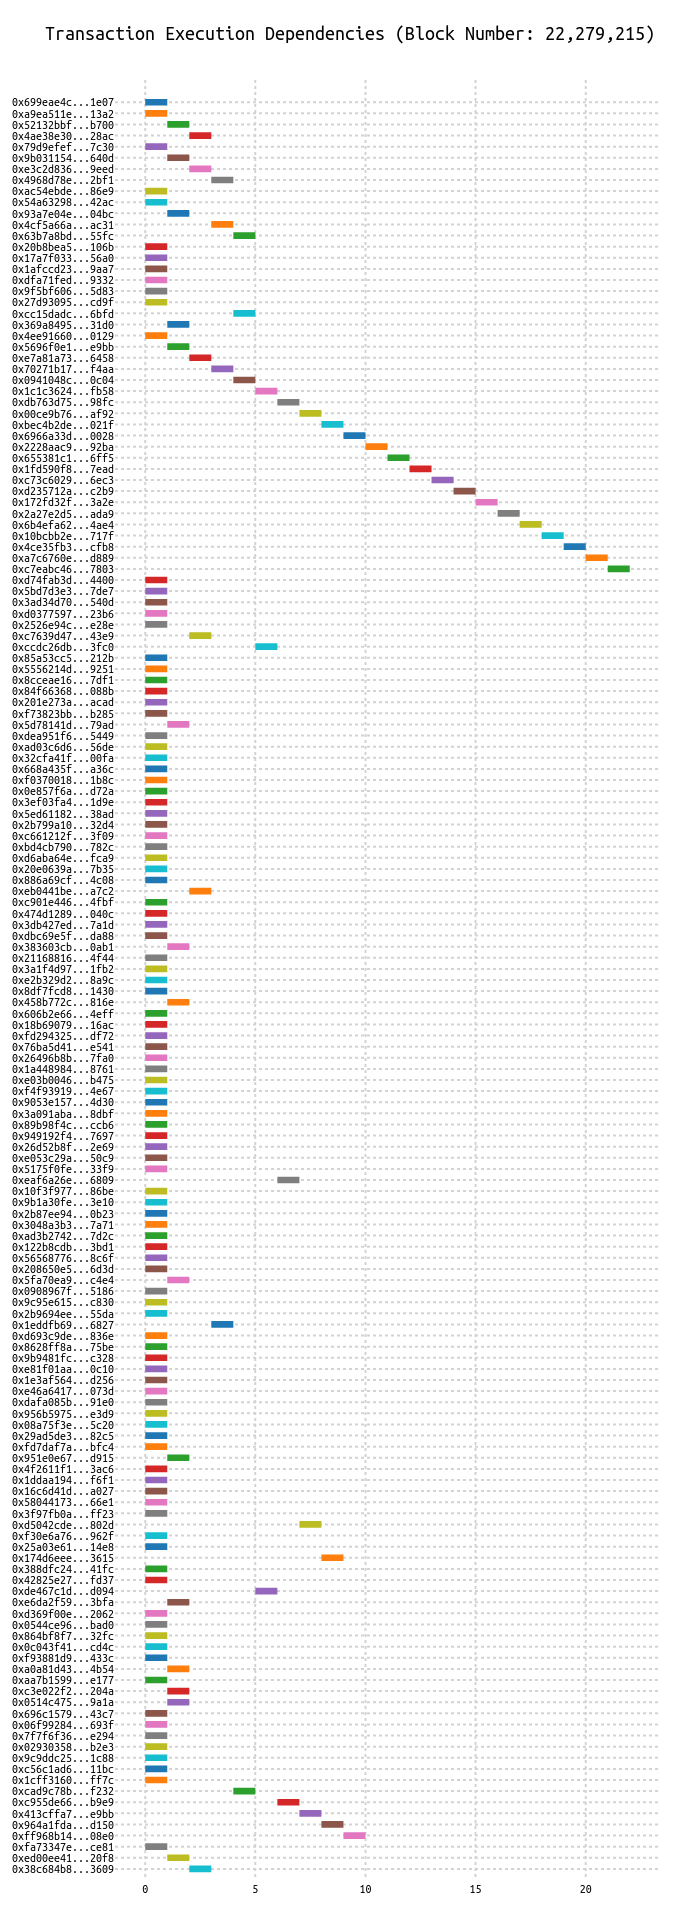 Transaction Execution Dependencies (Block Number: 22,279,215)
0x699eae4c...1e07
0xa9ea511e...13a2
0x52132bbf...b700
0x4ae38e30...28ac
0x79d9efef...7c30
0x9b031154...640d
0xe3c2d836...9eed
0x4968d78e...2bf1
0xac54ebde...86e9
0x54a63298...42ac
0x93a7e04e...04bc
0x4cf5a66a...ac31
0x63b7a8bd...55fc
0x20b8bea5...106b
0x17a7f033...56a0
0x1afccd23...9aa7
0xdfa71fed...9332
0x9f5bf606...5d83
0x27d93095...cd9f
0xcc15dadc...6bfd
0x369a8495...31d0
0x4ee91660...0129
0x5696f0e1...e9bb
0xe7a81a73...6458
0x70271b17...f4aa
0x0941048c...0c04
0x1c1c3624...fb58
0xdb763d75...98fc
0x00ce9b76...af92
0xbec4b2de...021f
0x6966a33d...0028
0x2228aac9...92ba
0x655381c1...6ff5
0x1fd590f8...7ead
0xc73c6029...6ec3
0xd235712a...c2b9
0x172fd32f...3a2e
0x2a27e2d5...ada9
0x6b4efa62...4ae4
0x10bcbb2e...717f
0x4ce35fb3...cfb8
0xa7c6760e...d889
0xc7eabc46...7803
0xd74fab3d...4400
0x5bd7d3e3...7de7
0x3ad34d70...540d
0xd0377597...23b6
0x2526e94c...e28e
0xc7639d47...43e9
0xccdc26db...3fc0
0x85a53cc5...212b
0x5556214d...9251
0x8cceae16...7df1
0x84f66368...088b
0x201e273a...acad
0xf73823bb...b285
0x5d78141d...79ad
0xdea951f6...5449
0xad03c6d6...56de
0x32cfa41f...00fa
0x668a435f...a36c
0xf0370018...1b8c
0x0e857f6a...d72a
0x3ef03fa4...1d9e
0x5ed61182...38ad
0x2b799a10...32d4
0xc661212f...3f09
0xbd4cb790...782c
0xd6aba64e...fca9
0x20e0639a...7b35
0x886a69cf...4c08
0xeb0441be...a7c2
0xc901e446...4fbf
0x474d1289...040c
0x3db427ed...7a1d
0xdbc69e5f...da88
0x383603cb...0ab1
0x21168816...4f44
0x3a1f4d97...1fb2
0xe2b329d2...8a9c
0x8df7fcd8...1430
0x458b772c...816e
0x606b2e66...4eff
0x18b69079...16ac
0xfd294325...df72
0x76ba5d41...e541
0x26496b8b...7fa0
0x1a448984...8761
0xe03b0046...b475
0xf4f93919...4e67
0x9053e157...4d30
0x3a091aba...8dbf
0x89b98f4c...ccb6
0x949192f4...7697
0x26d52b8f...2e69
0xe053c29a...50c9
0x5175f0fe...33f9
0xeaf6a26e...6809
0x10f3f977...86be
0x9b1a30fe...3e10
0x2b87ee94...0b23
0x3048a3b3...7a71
0xad3b2742...7d2c
0x122b8cdb...3bd1
0x56568776...8c6f
0x208650e5...6d3d
0x5fa70ea9...c4e4
0x0908967f...5186
0x9c95e615...c830
0x2b9694ee...55da
0x1eddfb69...6827
0xd693c9de...836e
0x8628ff8a...75be
0x9b9481fc...c328
0xe81f01aa...0c10
0x1e3af564...d256
0xe46a6417...073d
0xdafa085b...91e0
0x956b5975...e3d9
0x08a75f3e...5c20
0x29ad5de3...82c5
0xfd7daf7a...bfc4
0x951e0e67...d915
0x4f2611f1...3ac6
0x1ddaa194...f6f1
0x16c6d41d...a027
0x58044173...66e1
0x3f97fb0a...ff23
0xd5042cde...802d
0xf30e6a76...962f
0x25a03e61...14e8
0x174d6eee...3615
0x388dfc24...41fc
0x42825e27...fd37
0xde467c1d...d094
0xe6da2f59...3bfa
0xd369f00e...2062
0x0544ce96...bad0
0x864bf8f7...32fc
0x0c043f41...cd4c
0xf93881d9...433c
0xa0a81d43...4b54
0xaa7b1599...e177
0xc3e022f2...204a
0x0514c475...9a1a
0x696c1579...43c7
0x06f99284...693f
0x7f7f6f36...e294
0x02930358...b2e3
0x9c9ddc25...1c88
0xc56c1ad6...11bc
0x1cff3160...ff7c
0xcad9c78b...f232
0xc955de66...b9e9
0x413cffa7...e9bb
0x964a1fda...d150
0xff968b14...08e0
0xfa73347e...ce81
0xed00ee41...20f8
0x38c684b8...3609
0 5 10 15 20